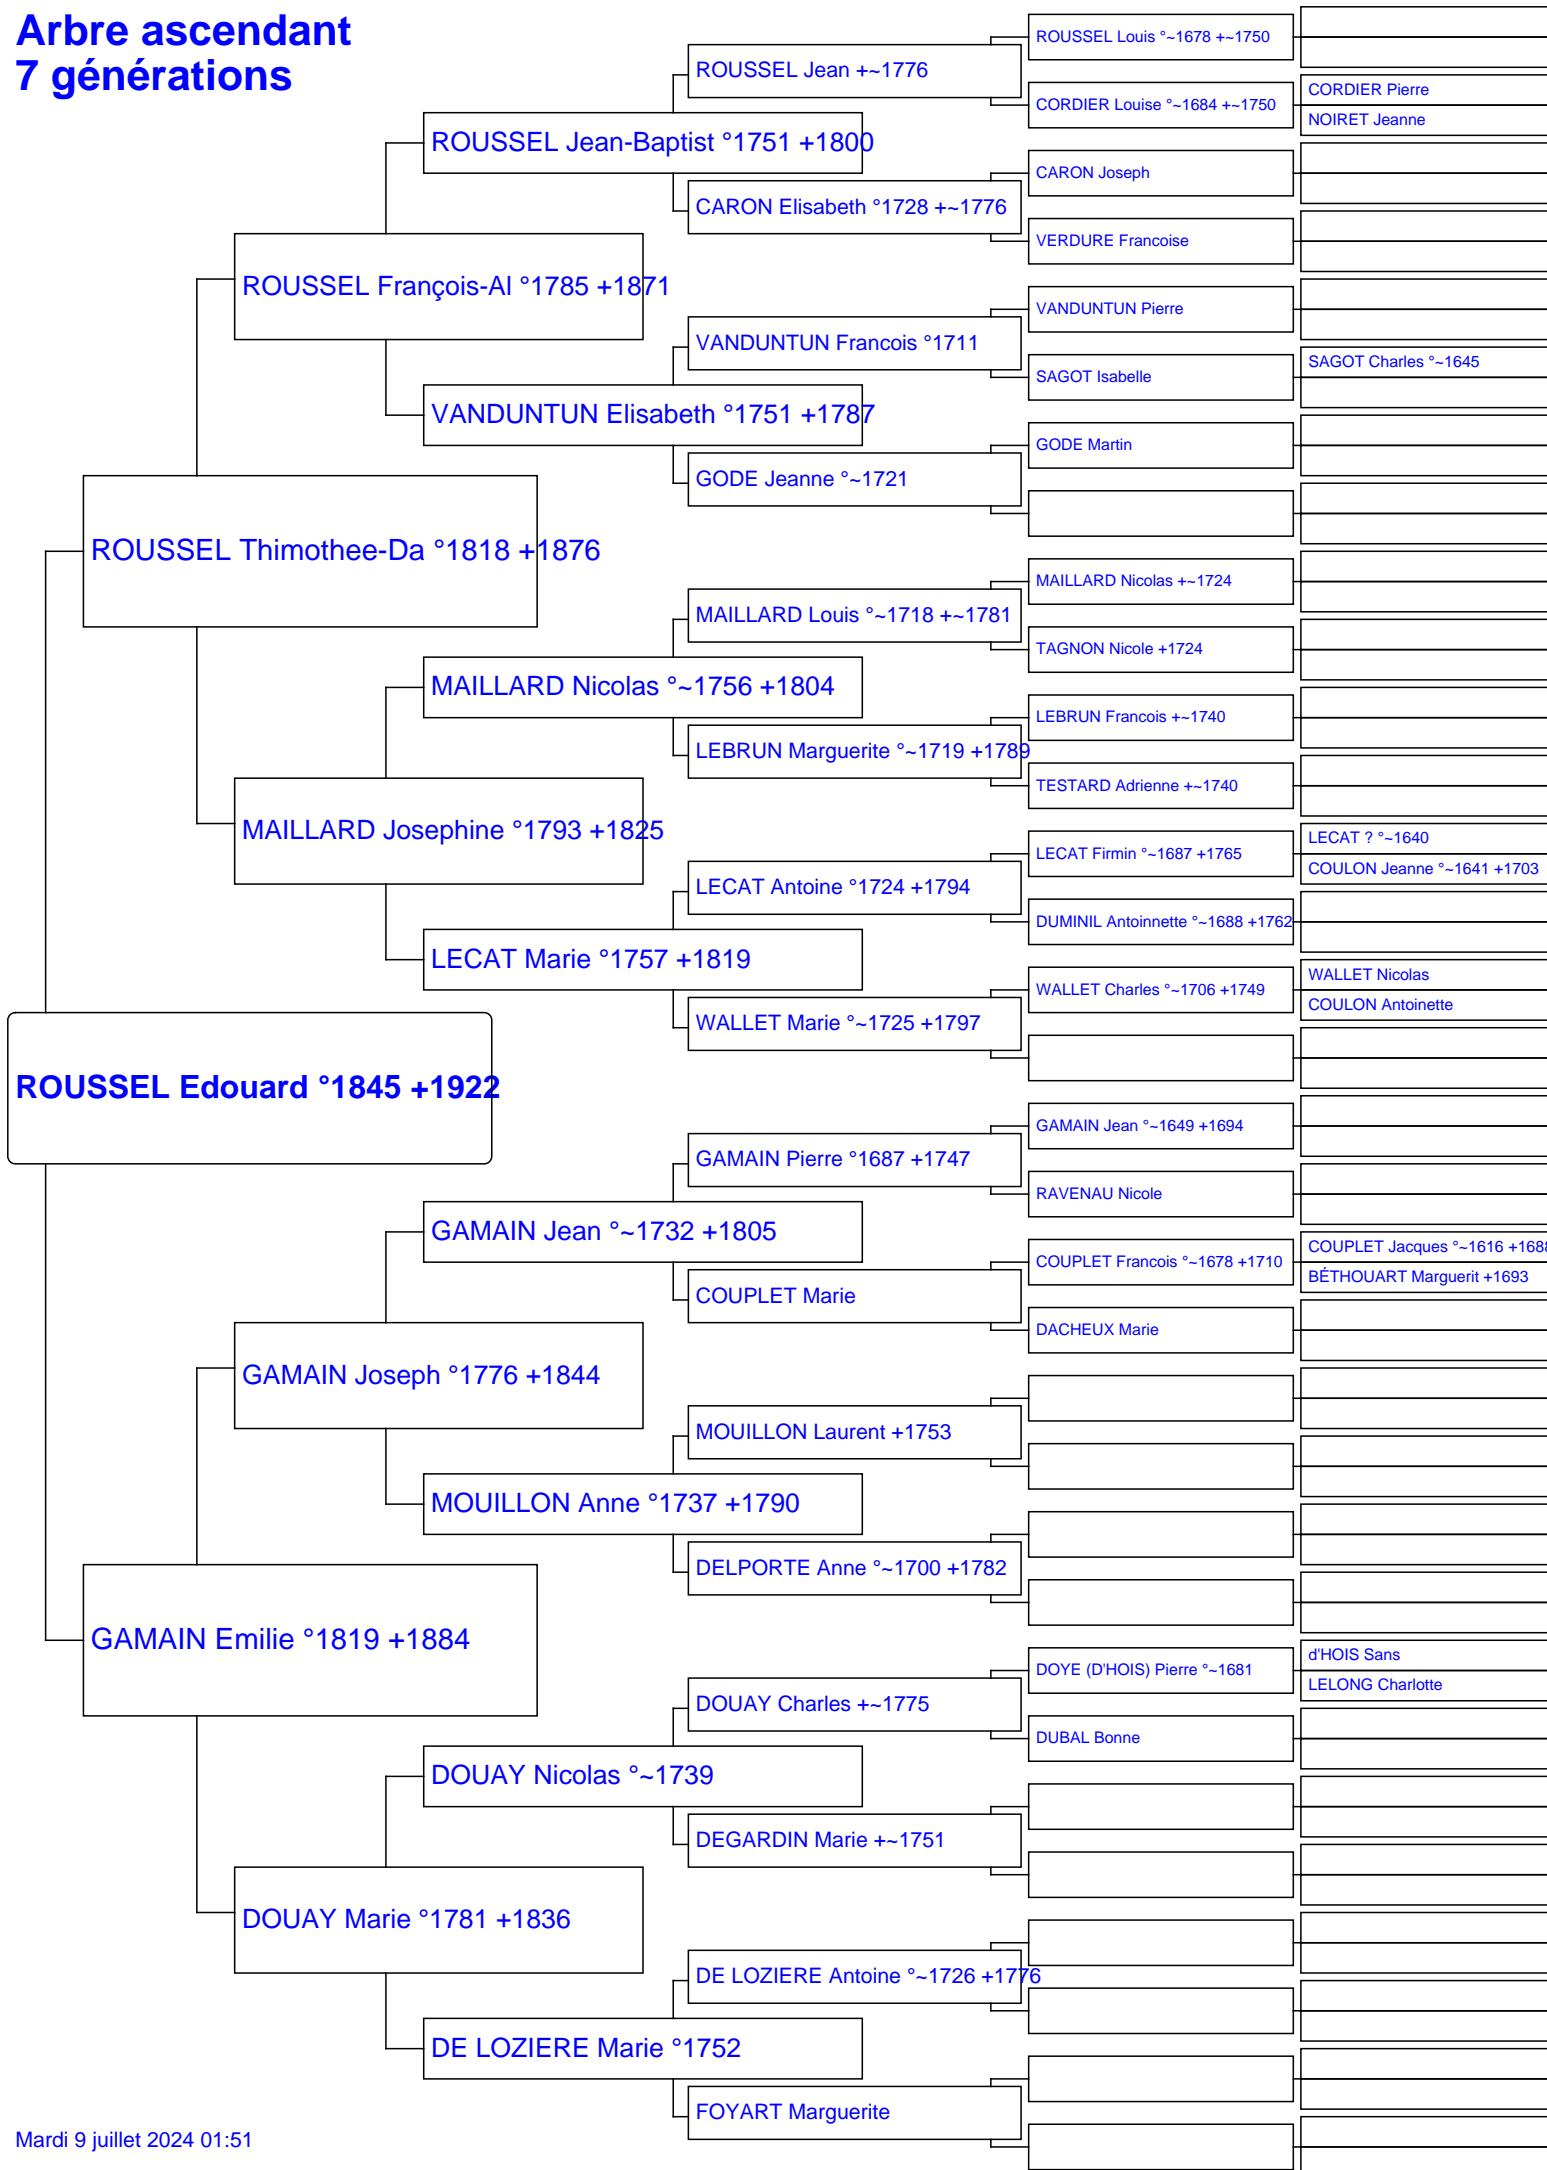 Arbre ascendant
7 générations
ROUSSEL Edouard °1845 +1922
ROUSSEL Thimothee-Da °1818 +1876
GAMAIN Emilie °1819 +1884
ROUSSEL François-Al °1785 +1871
MAILLARD Josephine °1793 +1825
GAMAIN Joseph °1776 +1844
DOUAY Marie °1781 +1836
ROUSSEL Jean-Baptist °1751 +1800
VANDUNTUN Elisabeth °1751 +1787
MAILLARD Nicolas °~1756 +1804
LECAT Marie °1757 +1819
GAMAIN Jean °~1732 +1805
MOUILLON Anne °1737 +1790
DOUAY Nicolas °~1739
DE LOZIERE Marie °1752
ROUSSEL Jean +~1776
CARON Elisabeth °1728 +~1776
VANDUNTUN Francois °1711
GODE Jeanne °~1721
MAILLARD Louis °~1718 +~1781
LEBRUN Marguerite °~1719 +1789
LECAT Antoine °1724 +1794
WALLET Marie °~1725 +1797
GAMAIN Pierre °1687 +1747
COUPLET Marie
MOUILLON Laurent +1753
DELPORTE Anne °~1700 +1782
DOUAY Charles +~1775
DEGARDIN Marie +~1751
DE LOZIERE Antoine °~1726 +1776
FOYART Marguerite
ROUSSEL Louis °~1678 +~1750
CORDIER Louise °~1684 +~1750
CARON Joseph
VERDURE Francoise
VANDUNTUN Pierre
SAGOT Isabelle
GODE Martin
MAILLARD Nicolas +~1724
TAGNON Nicole +1724
LEBRUN Francois +~1740
TESTARD Adrienne +~1740
LECAT Firmin °~1687 +1765
DUMINIL Antoinnette °~1688 +1762
WALLET Charles °~1706 +1749
GAMAIN Jean °~1649 +1694
RAVENAU Nicole
COUPLET Francois °~1678 +1710
DACHEUX Marie
DOYE (D'HOIS) Pierre °~1681
DUBAL Bonne
CORDIER Pierre
NOIRET Jeanne
SAGOT Charles °~1645
LECAT ? °~1640
COULON Jeanne °~1641 +1703
WALLET Nicolas
COULON Antoinette
COUPLET Jacques °~1616 +1688
BÉTHOUART Marguerit +1693
d'HOIS Sans
LELONG Charlotte
Mardi 9 juillet 2024 01:51